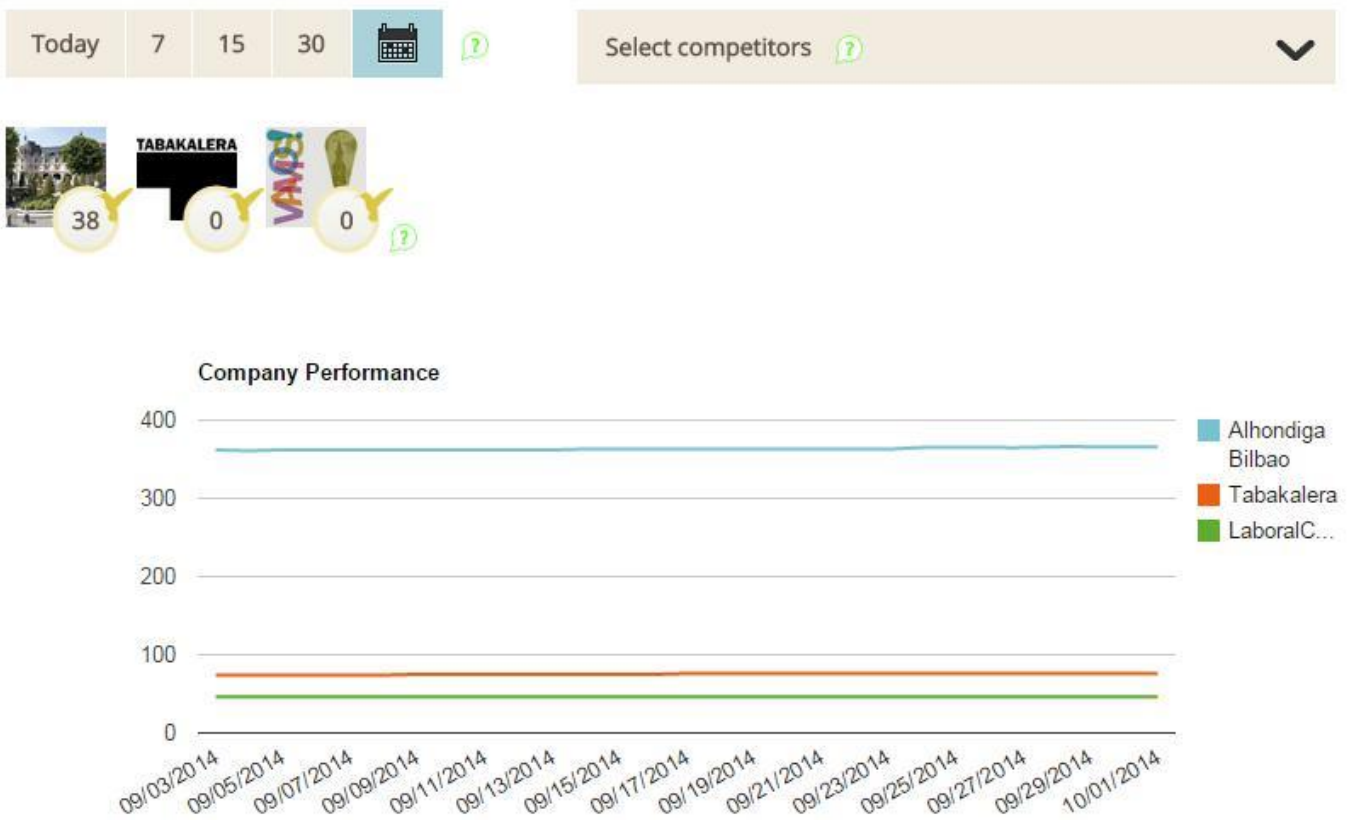 Today 7 15 30 ?
Select competitors ?
TABAKALERA
VAMOS!
38 0 0 ?
Company Performance
400
300
200
100
0
Alhondiga
Bilbao
Tabakalera
LaboralC...
09/03/2014 09/05/2014 09/07/2014 09/09/2014 09/11/2014 09/13/2014 09/15/2014 09/17/2014 09/19/2014 09/21/2014 09/23/2014 09/25/2014 09/27/2014 09/29/2014 10/01/2014